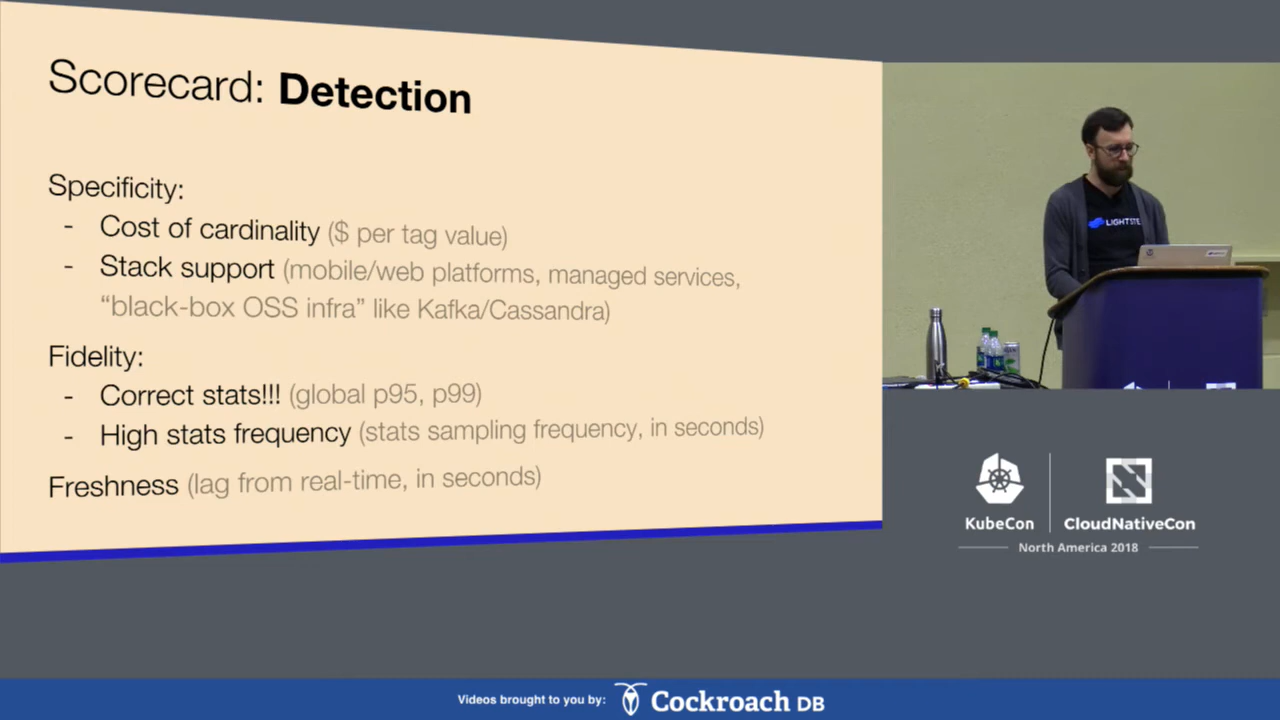 Scorecard: Detection
Specificity:
- Cost of cardinality ($ per tag value)
- Stack support (mobile/web platforms, managed services,
“black-box OSS infra” like Kafka/Cassandra)
Fidelity:
- Correct stats!!! (global p95, p99)
- High stats frequency (stats sampling frequency, in seconds)
Freshness (lag from real-time, in seconds)
LIGHTSTE
KubeCon
CloudNativeCon
North America 2018
Videos brought to you by:
Cockroach DB